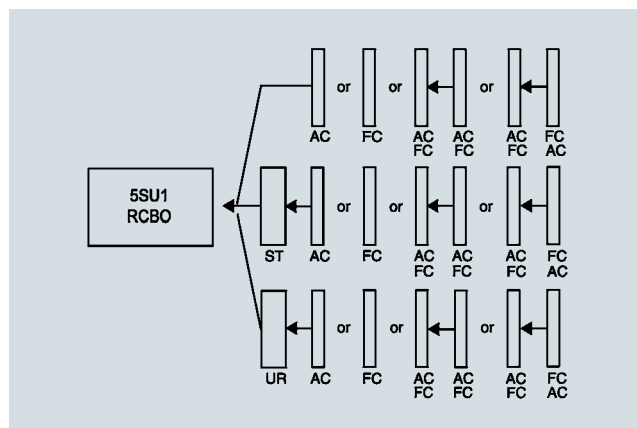 or or or
AC FC AC AC AC FC
FC FC FC AC
5SU1
RCBO
or or or
ST AC FC AC AC AC FC
FC FC FC AC
or or or
UR AC FC AC AC AC FC
FC FC FC AC